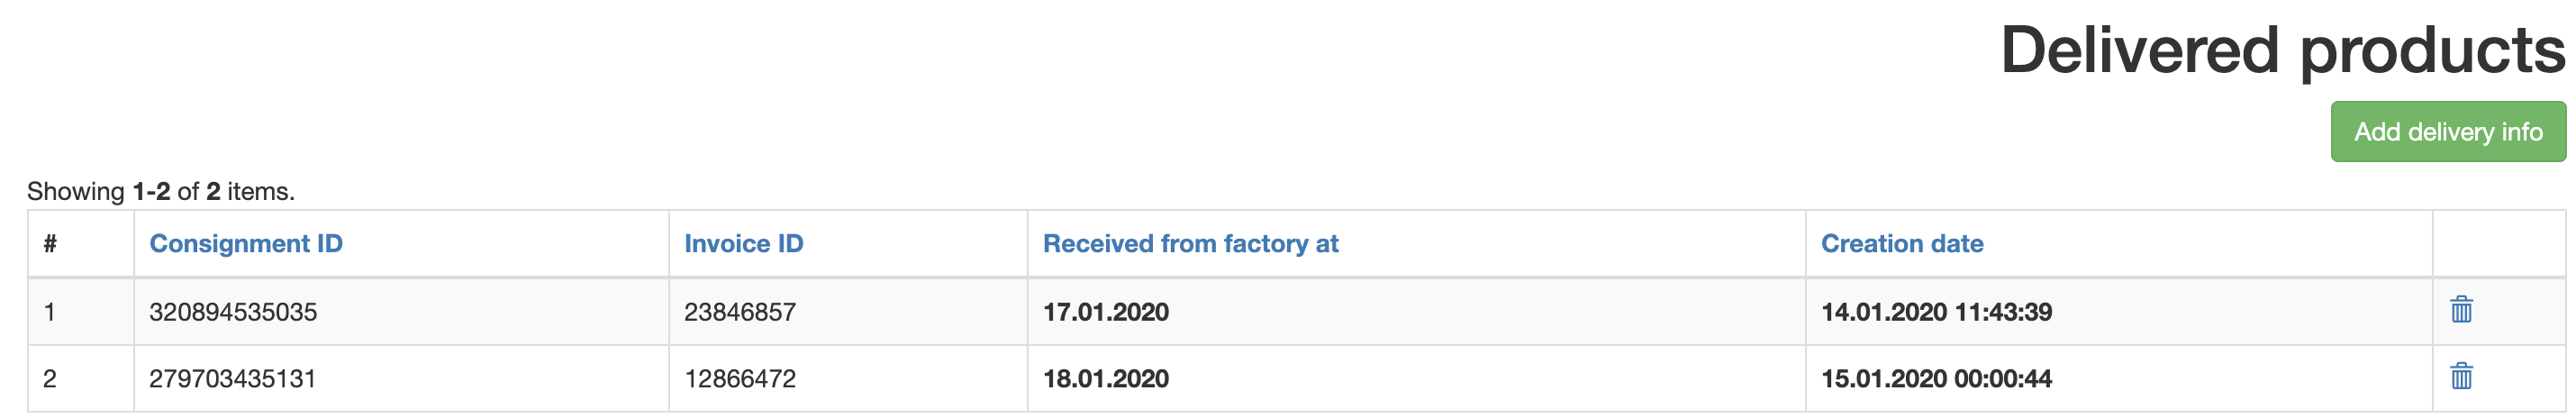 Delivered products
Add delivery info
Showing 1-2 of 2 items.
# Consignment ID Invoice ID Received from factory at Creation date
1 320894535035 23846857 17.01.2020 14.01.2020 11:43:39
2 279703435131 12866472 18.01.2020 15.01.2020 00:00:44